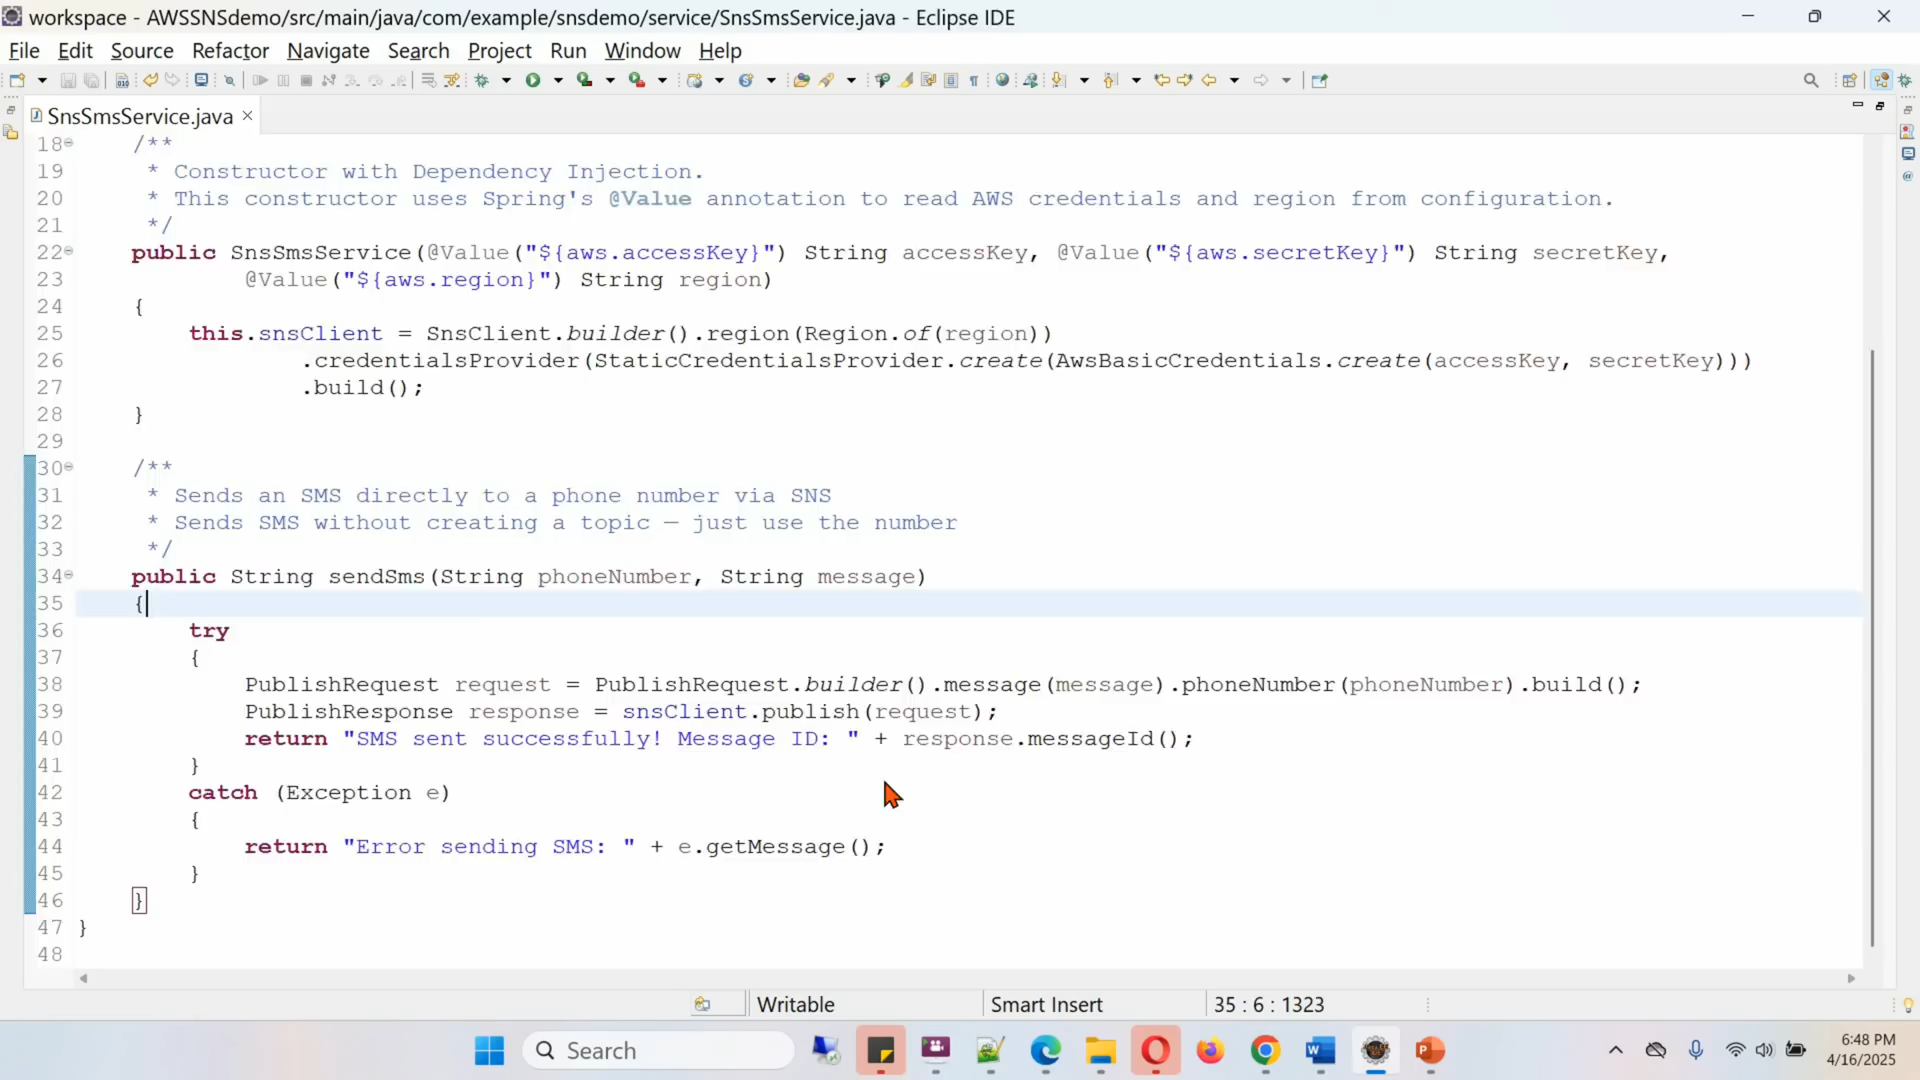 workspace - AWSSNSdemo/src/main/java/com/example/snsdemo/service/SnsSmsService.java - Eclipse IDE
File Edit Source Refactor Navigate Search Project Run Window Help
SnsSmsService.java
18 /**
19 * Constructor with Dependency Injection.
20 * This constructor uses Spring's @Value annotation to read AWS credentials and region from configuration.
21 */
22 public SnsSmsService(@Value("${aws.accessKey}") String accessKey, @Value("${aws.secretKey}") String secretKey,
23 @Value("${aws.region}") String region)
24 {
25 this.snsClient = SnsClient.builder().region(Region.of(region))
26 .credentialsProvider(StaticCredentialsProvider.create(AwsBasicCredentials.create(accessKey, secretKey)))
27 .build();
28 }
29
30 /**
31 * Sends an SMS directly to a phone number via SNS
32 * Sends SMS without creating a topic — just use the number
33 */
34 public String sendSms(String phoneNumber, String message)
35 {
36 try
37 {
38 PublishRequest request = PublishRequest.builder().message(message).phoneNumber(phoneNumber).build();
39 PublishResponse response = snsClient.publish(request);
40 return "SMS sent successfully! Message ID: " + response.messageId();
41 }
42 catch (Exception e)
43 {
44 return "Error sending SMS: " + e.getMessage();
45 }
46 }
47 }
48
Writable Smart Insert 35 : 6 : 1323
Search
6:48 PM
4/16/2025